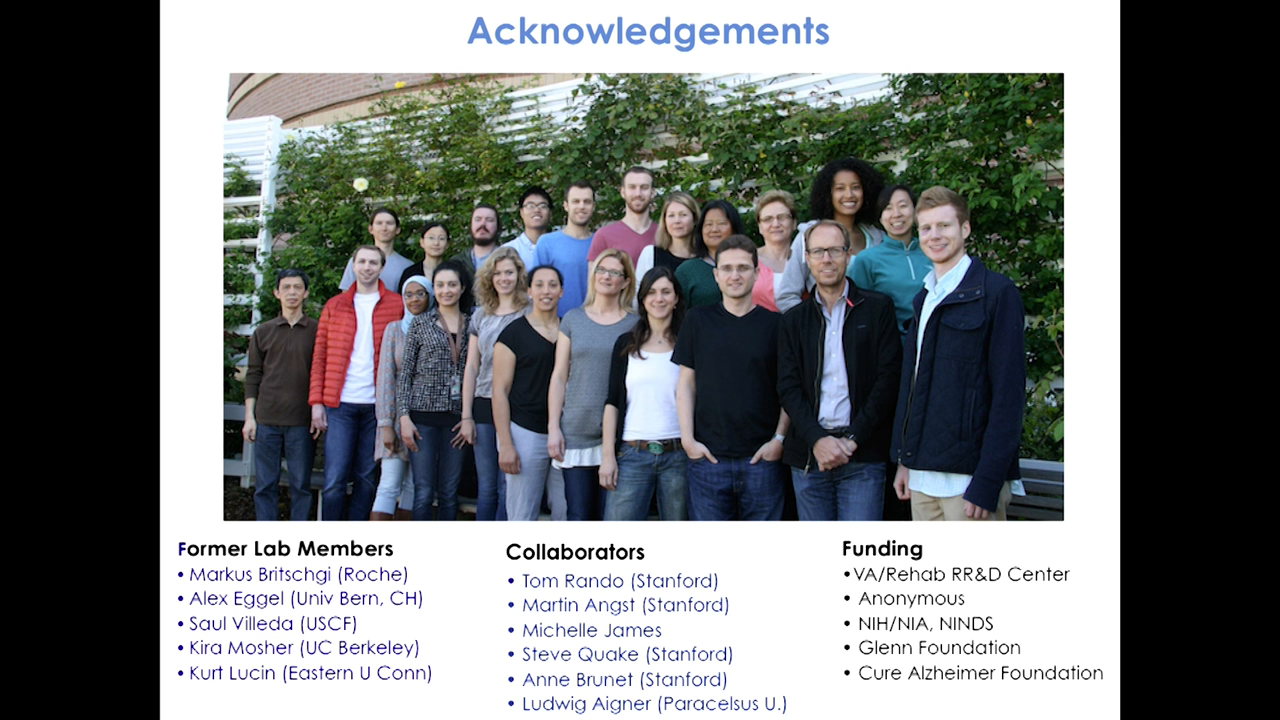 Acknowledgements
Former Lab Members
• Markus Britschgi (Roche)
• Alex Eggel (Univ Bern, CH)
• Saul Villeda (USCF)
• Kira Mosher (UC Berkeley)
• Kurt Lucin (Eastern U Conn)
Collaborators
• Tom Rando (Stanford)
• Martin Angst (Stanford)
• Michelle James
• Steve Quake (Stanford)
• Anne Brunet (Stanford)
• Ludwig Aigner (Paracelsus U.)
Funding
•VA/Rehab RR&D Center
• Anonymous
• NIH/NIA, NINDS
• Glenn Foundation
• Cure Alzheimer Foundation